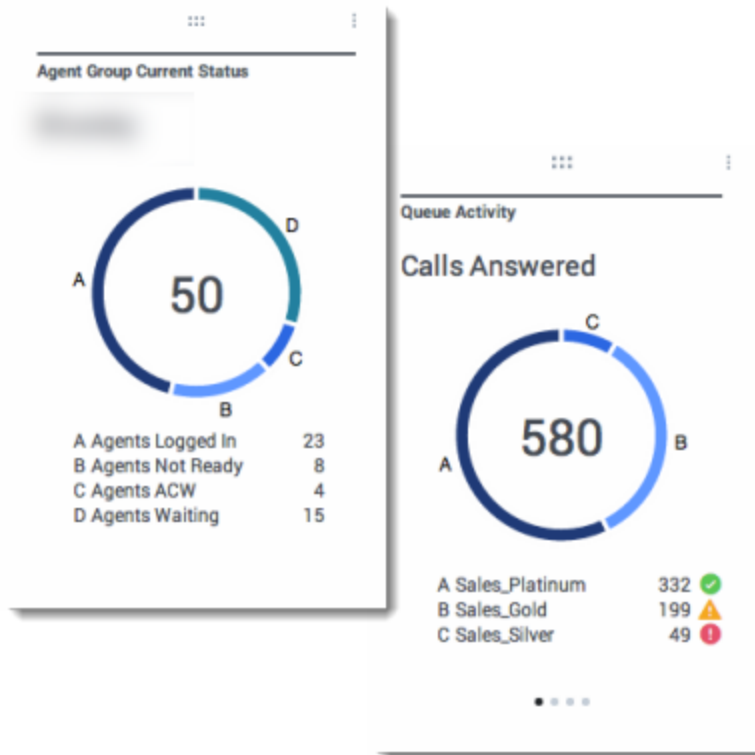 Agent Group Current Status
D
A
50
C
B
A Agents Logged In 23
B Agents Not Ready 8
C Agents ACW 4
D Agents Waiting 15
Queue Activity
Calls Answered
C
580
B
A
A Sales_Platinum 332
B Sales_Gold 199
C Sales_Silver 49